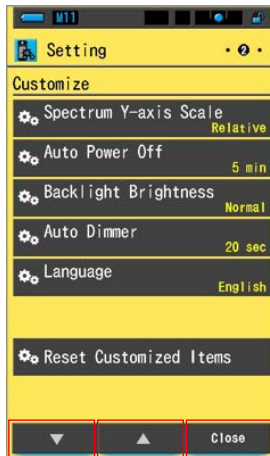 M11
Setting
• ❷ •
Customize
Spectrum Y-axis Scale
Relative
Auto Power Off
5 min
Backlight Brightness
Normal
Auto Dimmer
20 sec
Language
English
Reset Customized Items
▼ ▲ Close